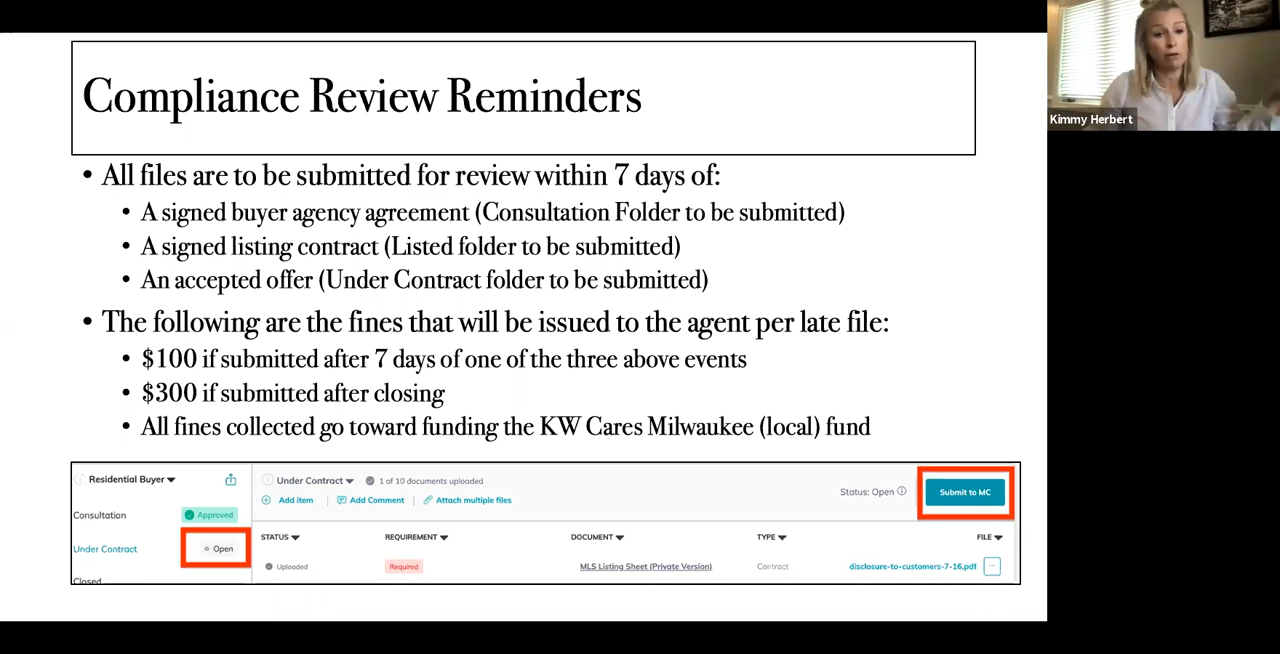 Compliance Review Reminders
Kimmy Herbert
• All files are to be submitted for review within 7 days of:
• A signed buyer agency agreement (Consultation Folder to be submitted)
• A signed listing contract (Listed folder to be submitted)
• An accepted offer (Under Contract folder to be submitted)
• The following are the fines that will be issued to the agent per late file:
• $100 if submitted after 7 days of one of the three above events
• $300 if submitted after closing
• All fines collected go toward funding the KW Cares Milwaukee (local) fund
Residential Buyer
Consultation Approved
Under Contract Open
Closed
Under Contract 1 of 10 documents uploaded
Add item | Add Comment | Attach multiple files
Status: Open
Submit to MC
STATUS REQUIREMENT DOCUMENT TYPE FILE
Uploaded Required MLS Listing Sheet (Private Version) Contract disclosure-to-customers-7-16.pdf ...